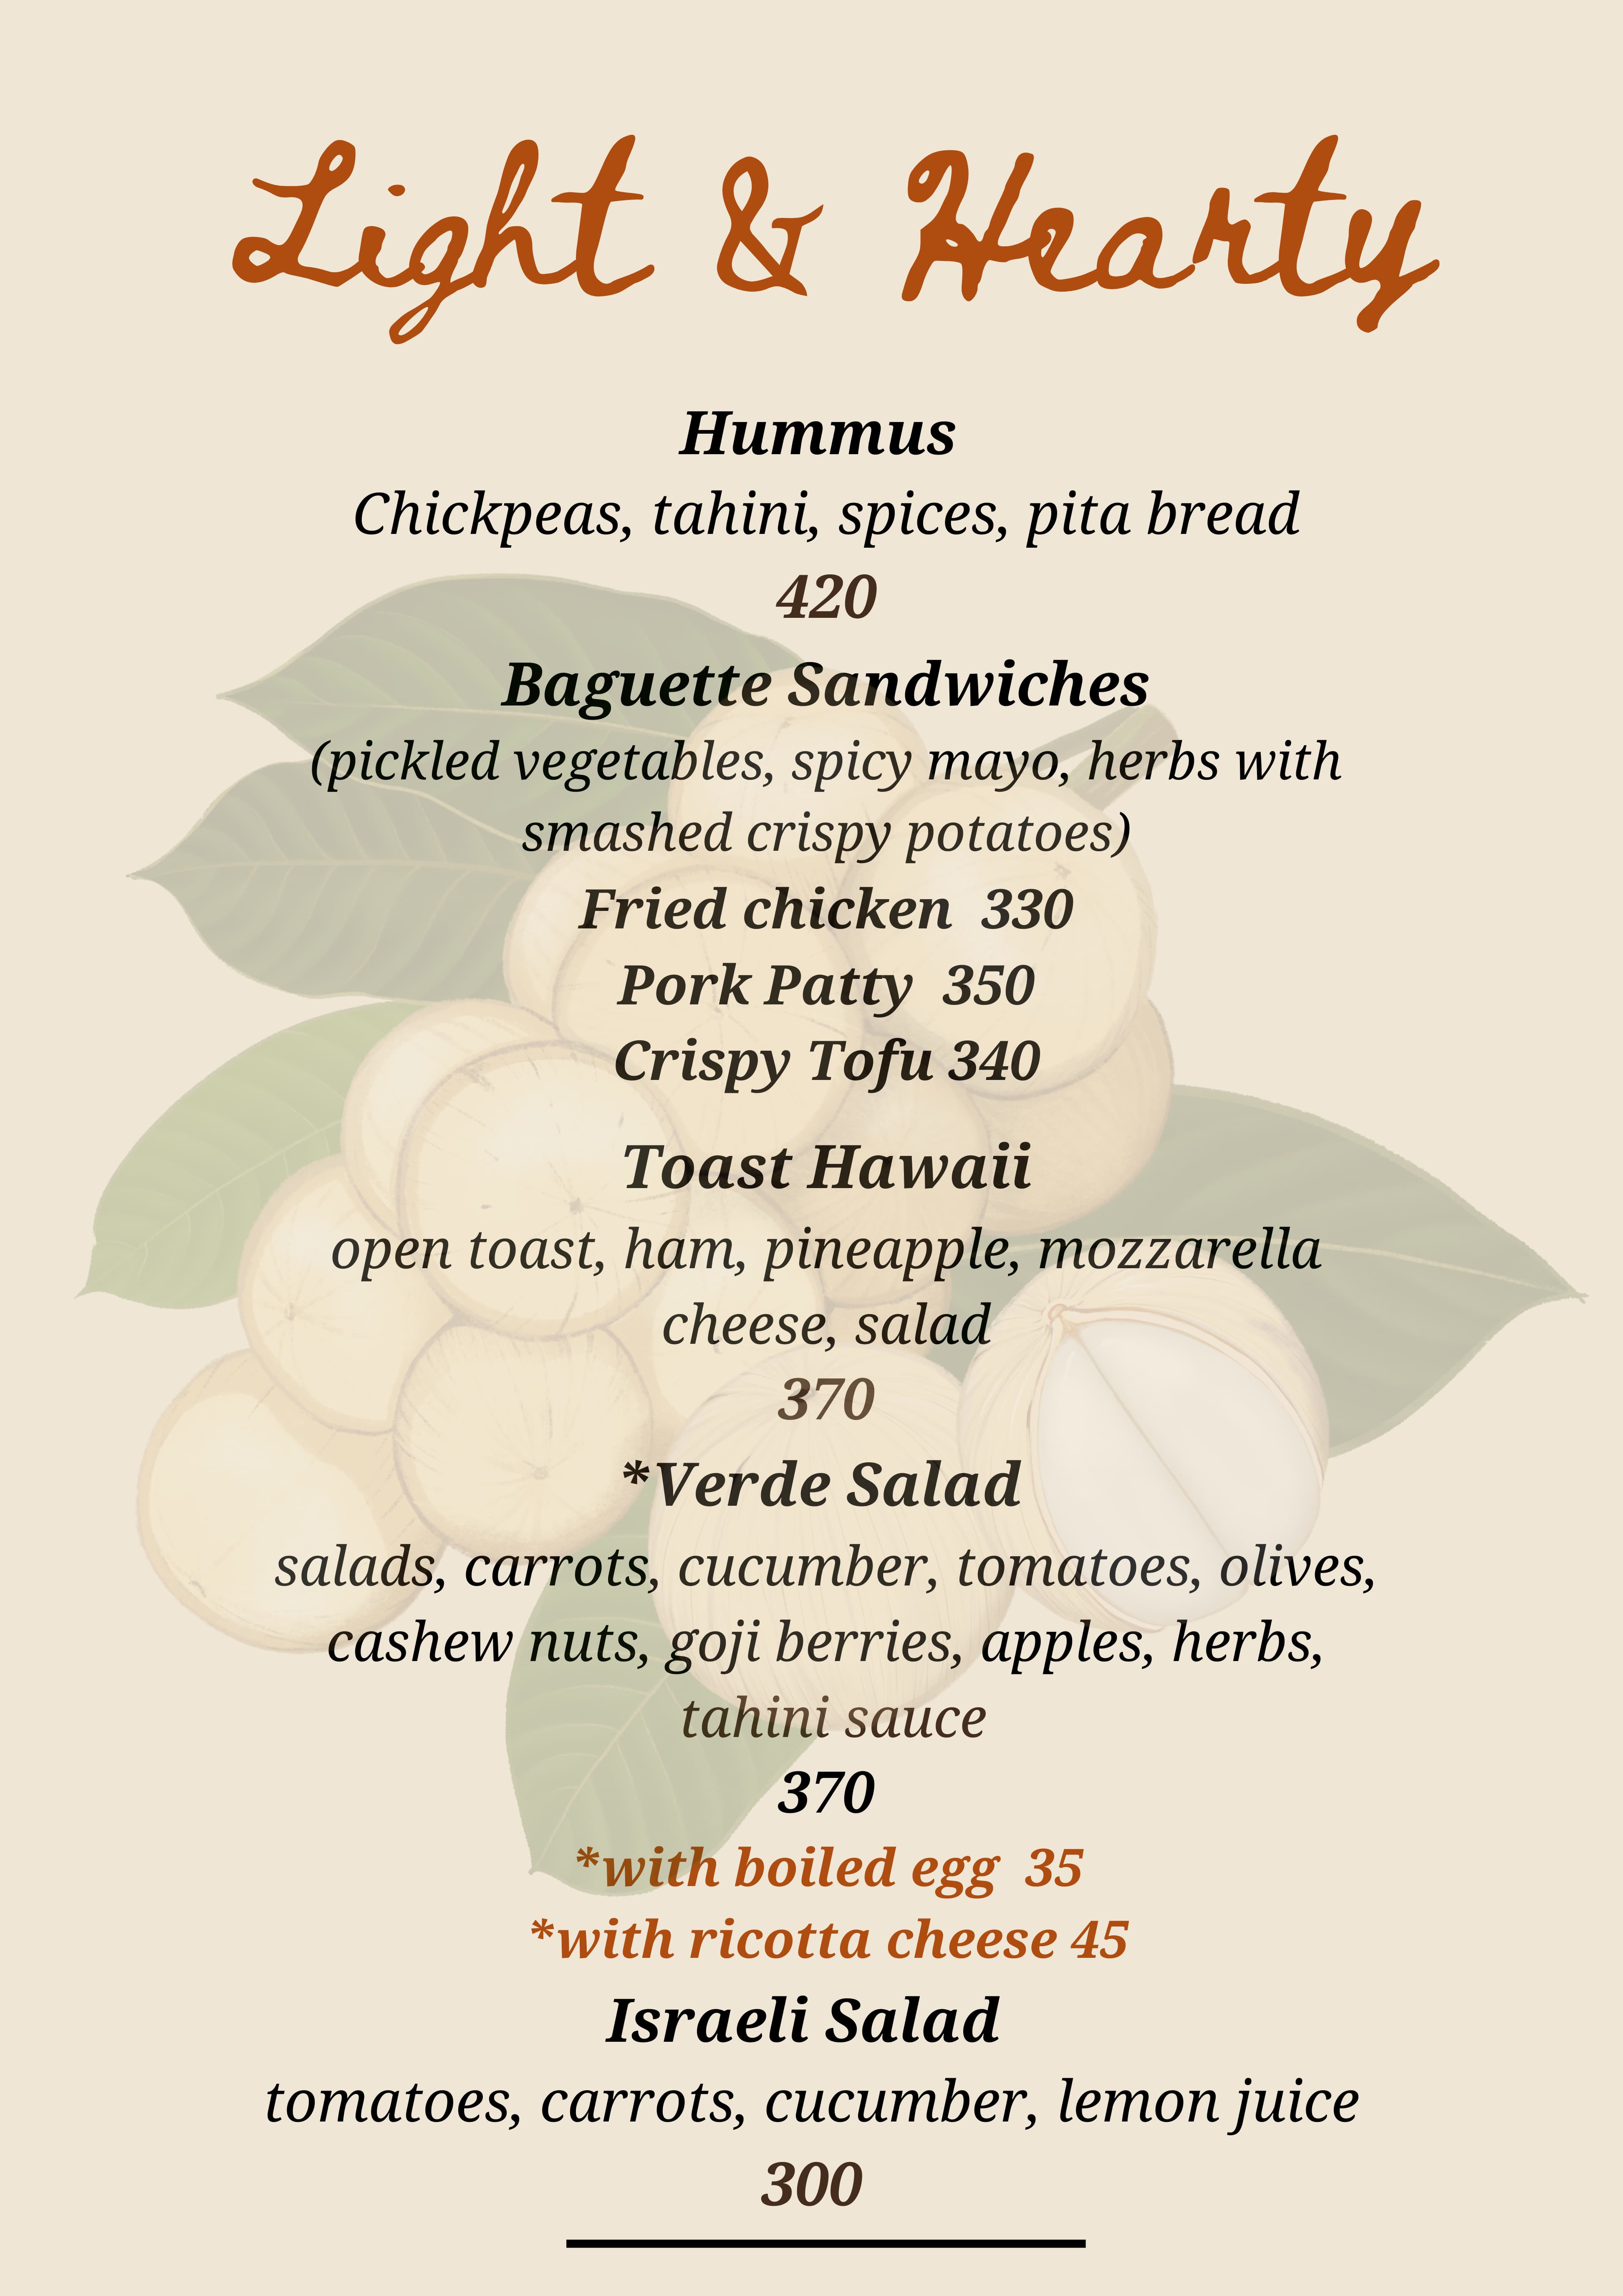 Light & Hearty
Hummus
Chickpeas, tahini, spices, pita bread
420
Baguette Sandwiches
(pickled vegetables, spicy mayo, herbs with
smashed crispy potatoes)
Fried chicken 330
Pork Patty 350
Crispy Tofu 340
Toast Hawaii
open toast, ham, pineapple, mozzarella
cheese, salad
370
*Verde Salad
salads, carrots, cucumber, tomatoes, olives,
cashew nuts, goji berries, apples, herbs,
tahini sauce
370
*with boiled egg 35
*with ricotta cheese 45
Israeli Salad
tomatoes, carrots, cucumber, lemon juice
300